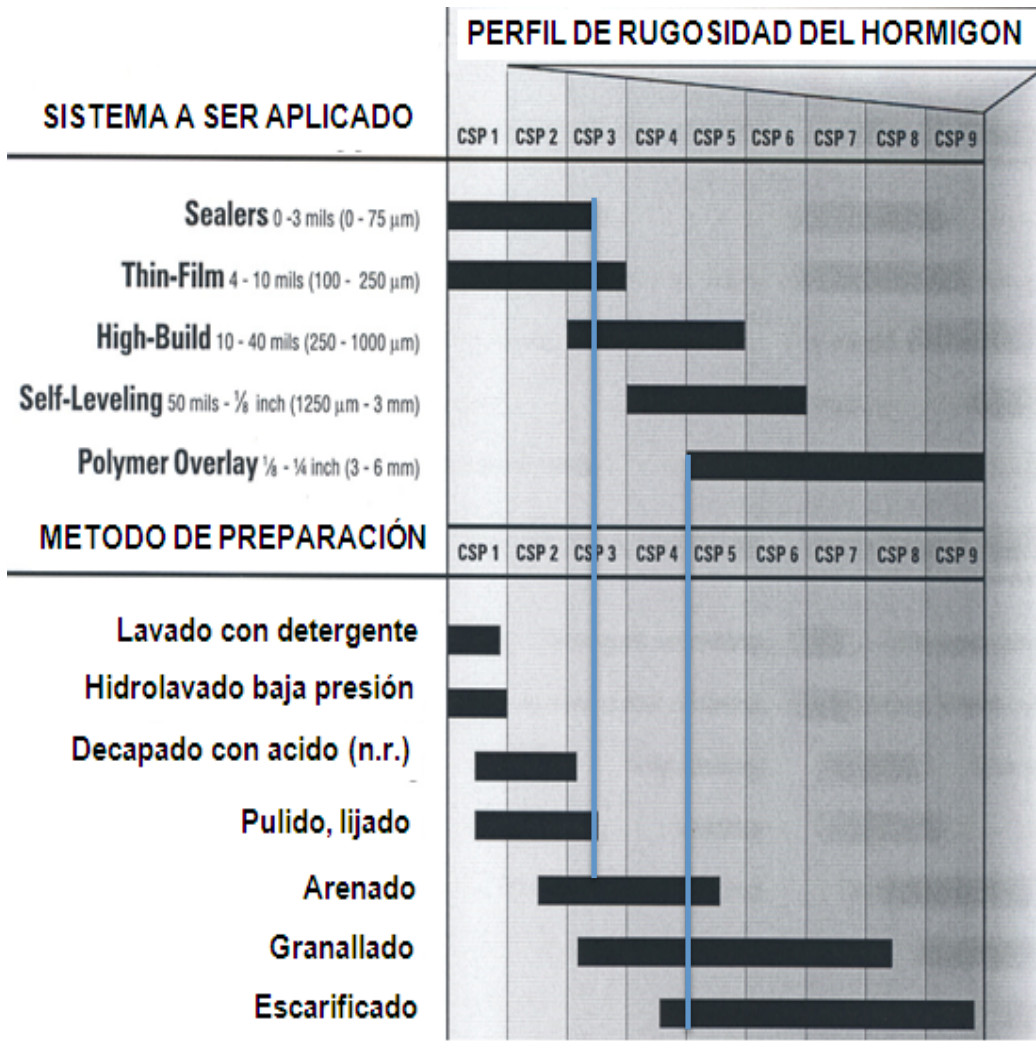 PERFIL DE RUGOSIDAD DEL HORMIGON
SISTEMA A SER APLICADO
CSP 1 CSP 2 CSP 3 CSP 4 CSP 5 CSP 6 CSP 7 CSP 8 CSP 9
Sealers 0 -3 mils (0 - 75 µm)
Thin-Film 4 - 10 mils (100 - 250 µm)
High-Build 10 - 40 mils (250 - 1000 µm)
Self-Leveling 50 mils - ⅛ inch (1250 µm - 3 mm)
Polymer Overlay ⅛ - ¼ inch (3 - 6 mm)
METODO DE PREPARACIÓN
CSP 1 CSP 2 CSP 3 CSP 4 CSP 5 CSP 6 CSP 7 CSP 8 CSP 9
Lavado con detergente
Hidrolavado baja presión
Decapado con acido (n.r.)
Pulido, lijado
Arenado
Granallado
Escarificado